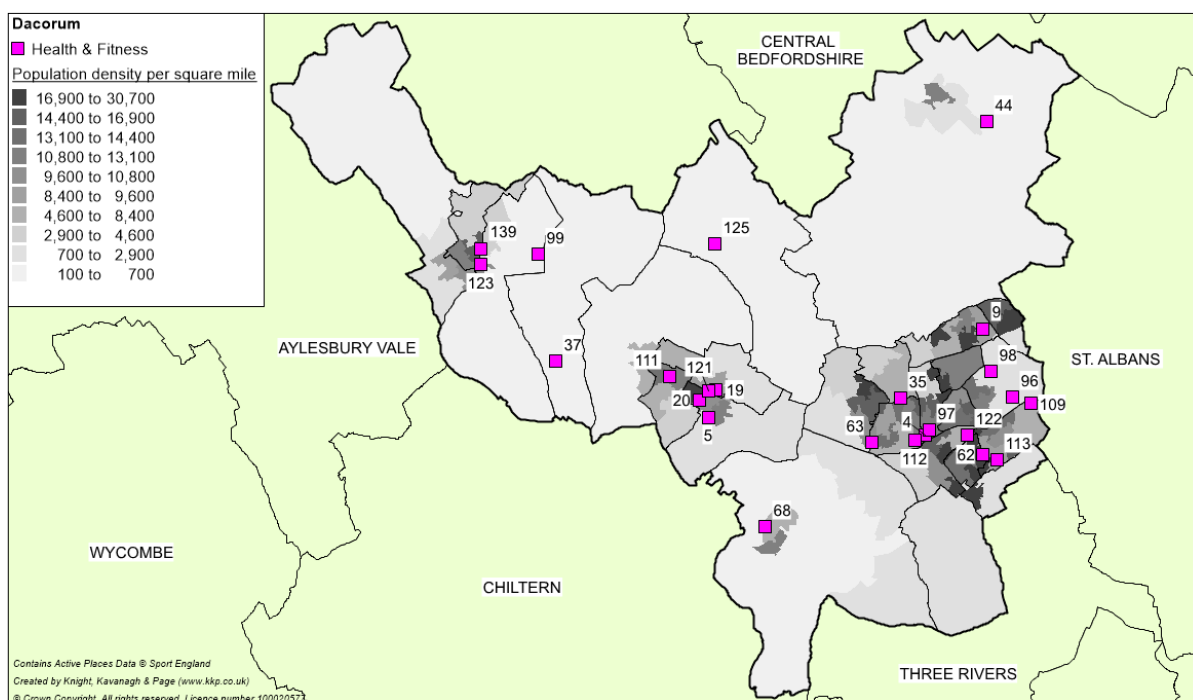 Dacorum
Health & Fitness
Population density per square mile
16,900 to 30,700
14,400 to 16,900
13,100 to 14,400
10,800 to 13,100
9,600 to 10,800
8,400 to 9,600
4,600 to 8,400
2,900 to 4,600
700 to 2,900
100 to 700
CENTRAL
BEDFORDSHIRE
44
139
99
125
123
9
AYLESBURY VALE
37
98
ST. ALBANS
111
121
35
96
19
109
20
4
97
122
5
63
112
62
113
68
WYCOMBE
CHILTERN
THREE RIVERS
Contains Active Places Data © Sport England
Created by Knight, Kavanagh & Page (www.kkp.co.uk)
© Crown Copyright. All rights reserved. Licence number 100020577